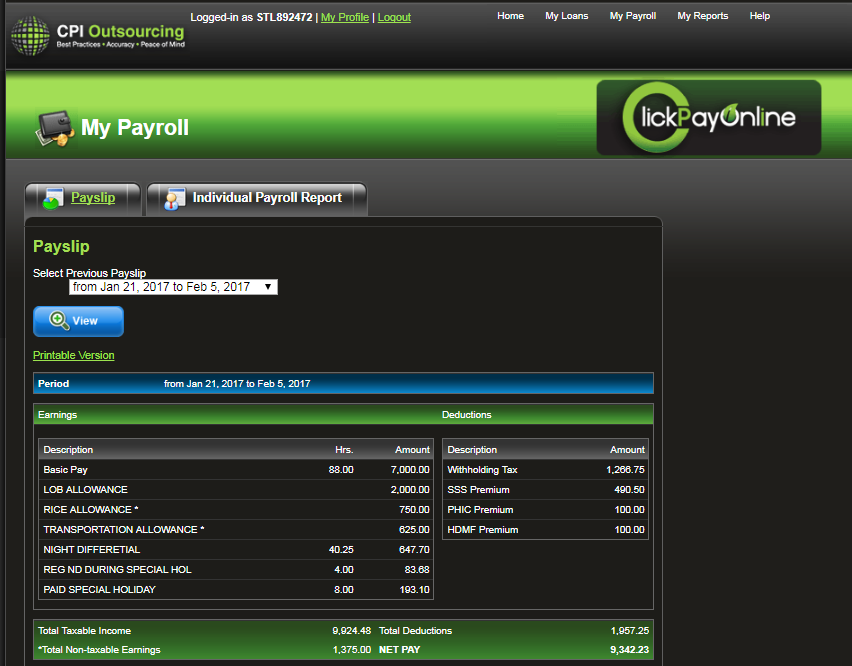 CPI Outsourcing
Best Practices • Accuracy • Peace of Mind
Logged-in as STL892472 | My Profile | Logout
Home My Loans My Payroll My Reports Help
My Payroll
ClickPayOnline
Payslip Individual Payroll Report
Payslip
Select Previous Payslip
from Jan 21, 2017 to Feb 5, 2017
View
Printable Version
Period from Jan 21, 2017 to Feb 5, 2017
Earnings Deductions
Description Hrs. Amount Description Amount
Basic Pay 88.00 7,000.00 Withholding Tax 1,266.75
LOB ALLOWANCE 2,000.00 SSS Premium 490.50
RICE ALLOWANCE * 750.00 PHIC Premium 100.00
TRANSPORTATION ALLOWANCE * 625.00 HDMF Premium 100.00
NIGHT DIFFERETIAL 40.25 647.70
REG ND DURING SPECIAL HOL 4.00 83.68
PAID SPECIAL HOLIDAY 8.00 193.10
Total Taxable Income 9,924.48 Total Deductions 1,957.25
*Total Non-taxable Earnings 1,375.00 NET PAY 9,342.23